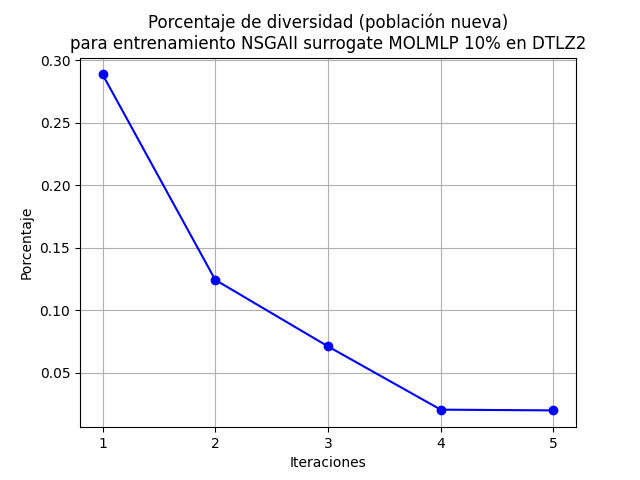 Porcentaje de diversidad (población nueva)
para entrenamiento NSGAII surrogate MOLMLP 10% en DTLZ2
0.30
0.25
0.20
0.15
0.10
0.05
Porcentaje
1 2 3 4 5
Iteraciones